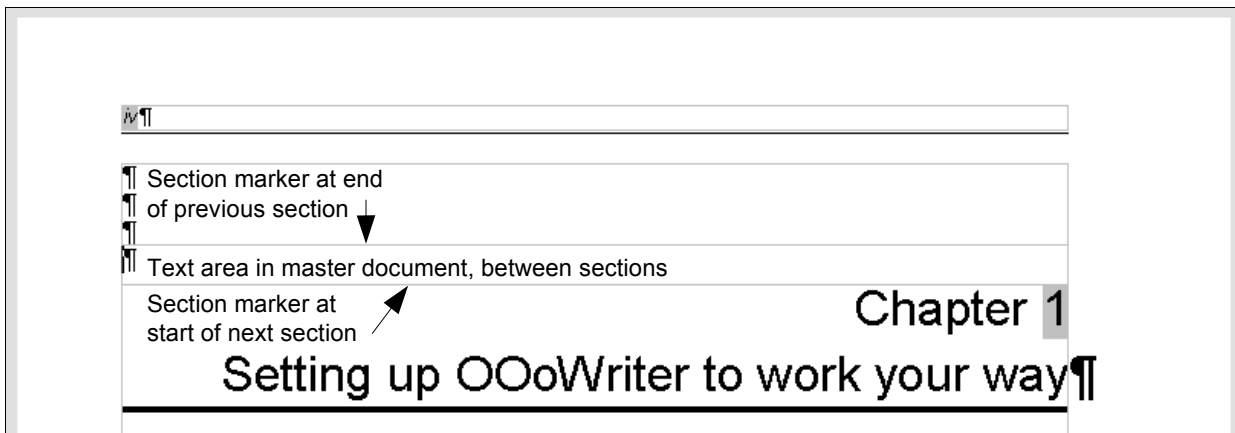 iv¶
¶ Section marker at end
¶ of previous section
¶
¶ Text area in master document, between sections
Section marker at
start of next section
Chapter 1
Setting up OOoWriter to work your way¶